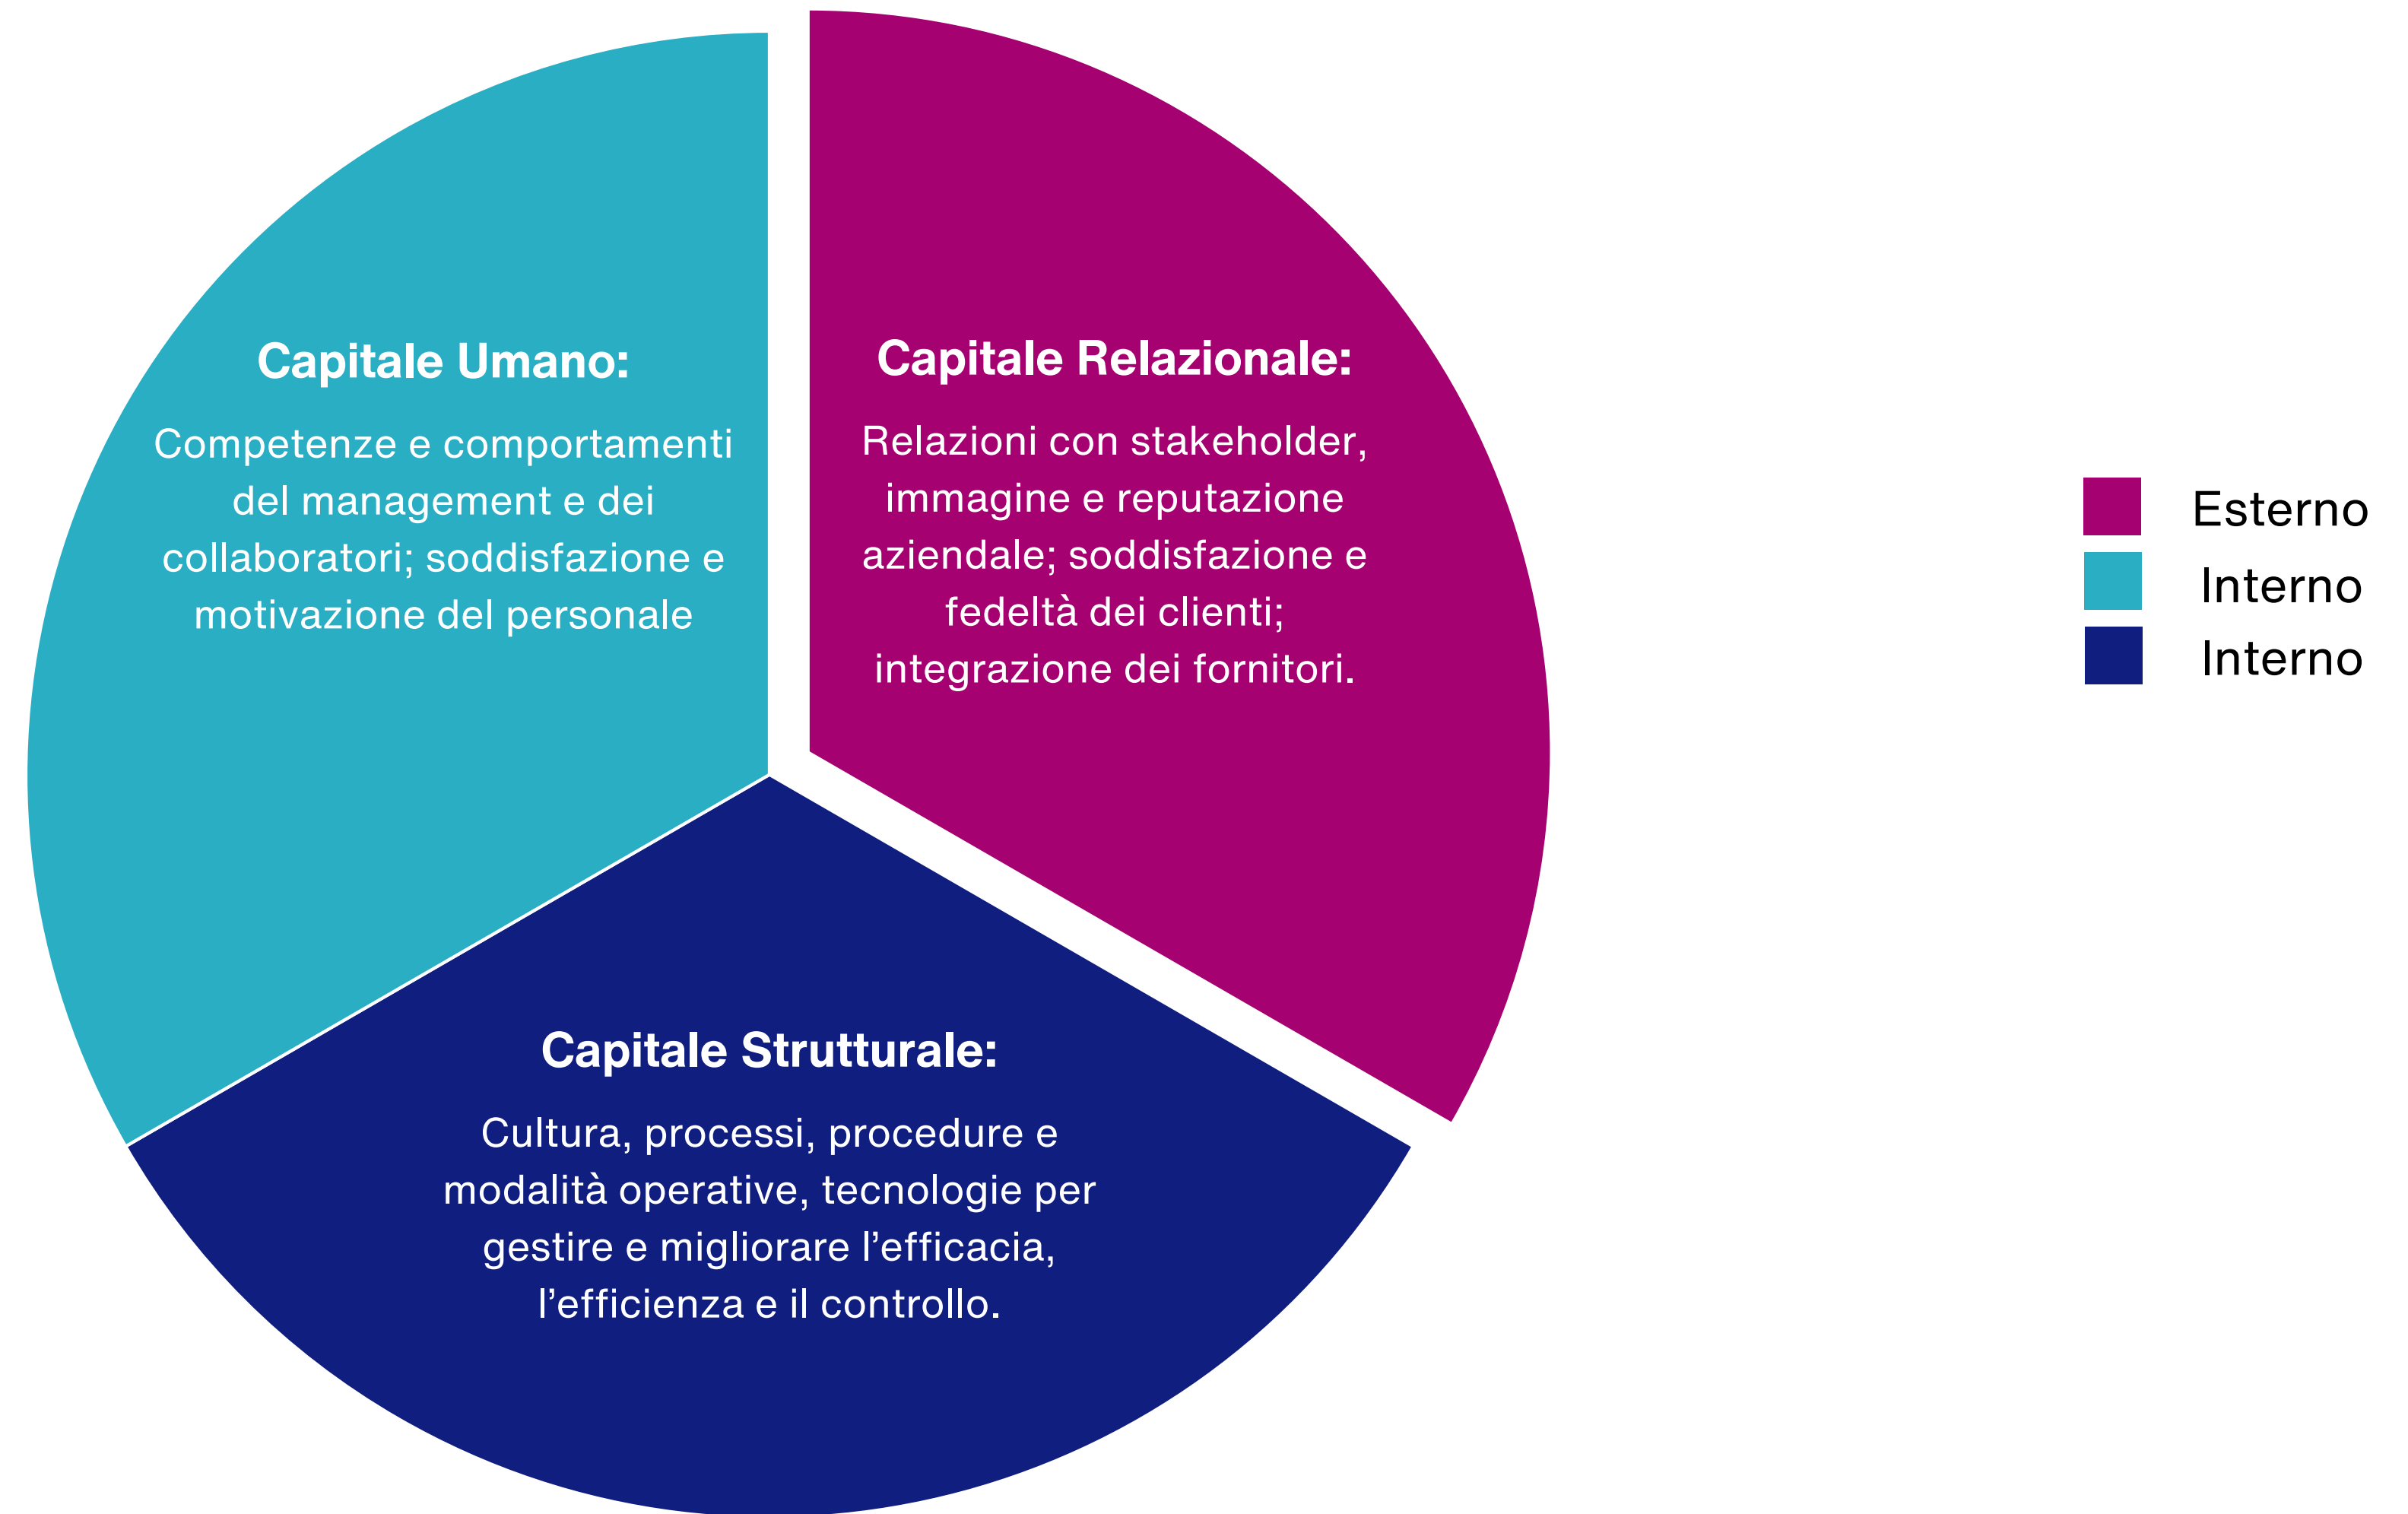 Capitale Umano:
Competenze e comportamenti
del management e dei
collaboratori; soddisfazione e
motivazione del personale
Capitale Relazionale:
Relazioni con stakeholder,
immagine e reputazione
aziendale; soddisfazione e
fedeltà dei clienti;
integrazione dei fornitori.
Capitale Strutturale:
Cultura, processi, procedure e
modalità operative, tecnologie per
gestire e migliorare l’efficacia,
l’efficienza e il controllo.
Esterno
Interno
Interno